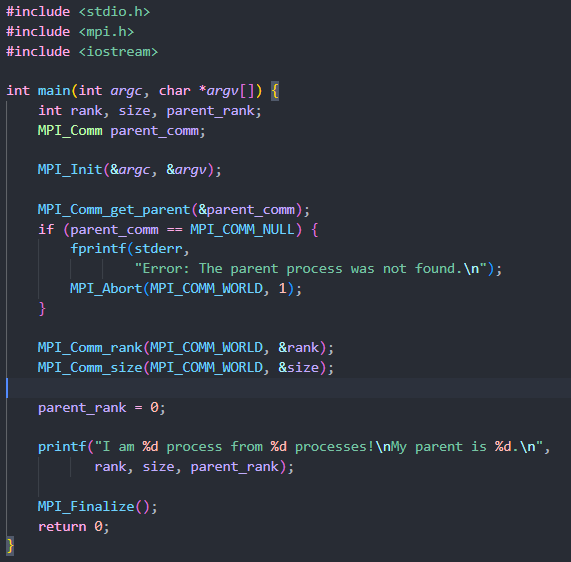 #include <stdio.h>
#include <mpi.h>
#include <iostream>

int main(int argc, char *argv[]) {
    int rank, size, parent_rank;
    MPI_Comm parent_comm;

    MPI_Init(&argc, &argv);

    MPI_Comm_get_parent(&parent_comm);
    if (parent_comm == MPI_COMM_NULL) {
        fprintf(stderr,
                "Error: The parent process was not found.\n");
        MPI_Abort(MPI_COMM_WORLD, 1);
    }

    MPI_Comm_rank(MPI_COMM_WORLD, &rank);
    MPI_Comm_size(MPI_COMM_WORLD, &size);

    parent_rank = 0;

    printf("I am %d process from %d processes!\nMy parent is %d.\n",
           rank, size, parent_rank);

    MPI_Finalize();
    return 0;
}